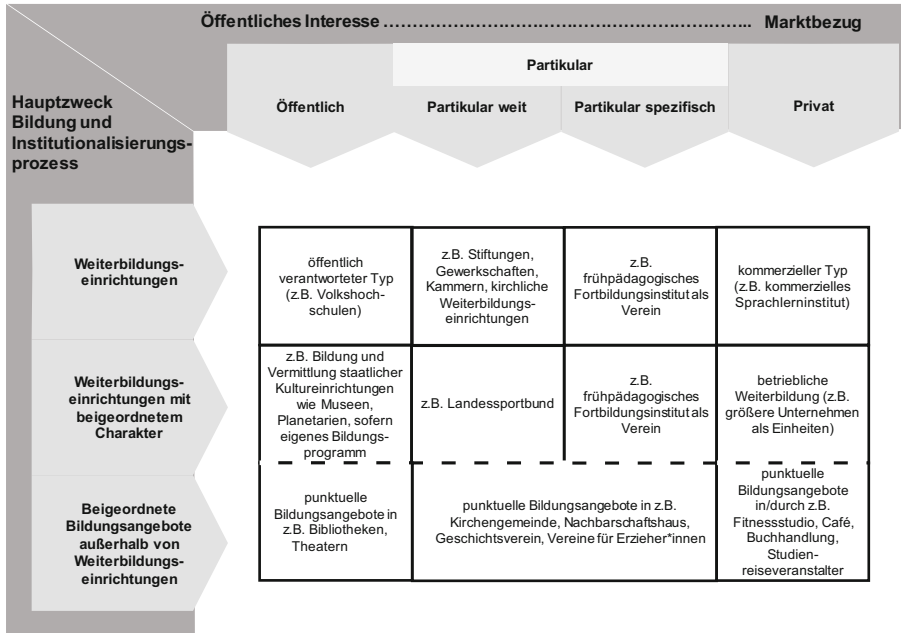 Öffentliches Interesse ………………………………………………………... Marktbezug
Partikular
Öffentlich
Partikular weit
Partikular spezifisch
Privat
Hauptzweck
Bildung und
Institutionalisierungs-
prozess
Weiterbildungs-
einrichtungen
öffentlich
verantworteter Typ
(z.B. Volkshoch-
schulen)
z.B. Stiftungen,
Gewerkschaften,
Kammern, kirchliche
Weiterbildungs-
einrichtungen
z.B.
frühpädagogisches
Fortbildungsinstitut als
Verein
kommerzieller Typ
(z.B. kommerzielles
Sprachlerninstitut)
Weiterbildungs-
einrichtungen mit
beigeordnetem
Charakter
z.B. Bildung und
Vermittlung staatlicher
Kultureinrichtungen
wie Museen,
Planetarien, sofern
eigenes Bildungs-
programm
z.B. Landessportbund
z.B.
frühpädagogisches
Fortbildungsinstitut als
Verein
betriebliche
Weiterbildung (z.B.
größere Unternehmen
als Einheiten)
Beigeordnete
Bildungsangebote
außerhalb von
Weiterbildungs-
einrichtungen
punktuelle
Bildungsangebote in
z.B. Bibliotheken,
Theatern
punktuelle Bildungsangebote in z.B.
Kirchengemeinde, Nachbarschaftshaus,
Geschichtsverein, Vereine für Erzieher*innen
punktuelle
Bildungsangebote
in/durch z.B.
Fitnessstudio, Café,
Buchhandlung,
Studien-
reiseveranstalter